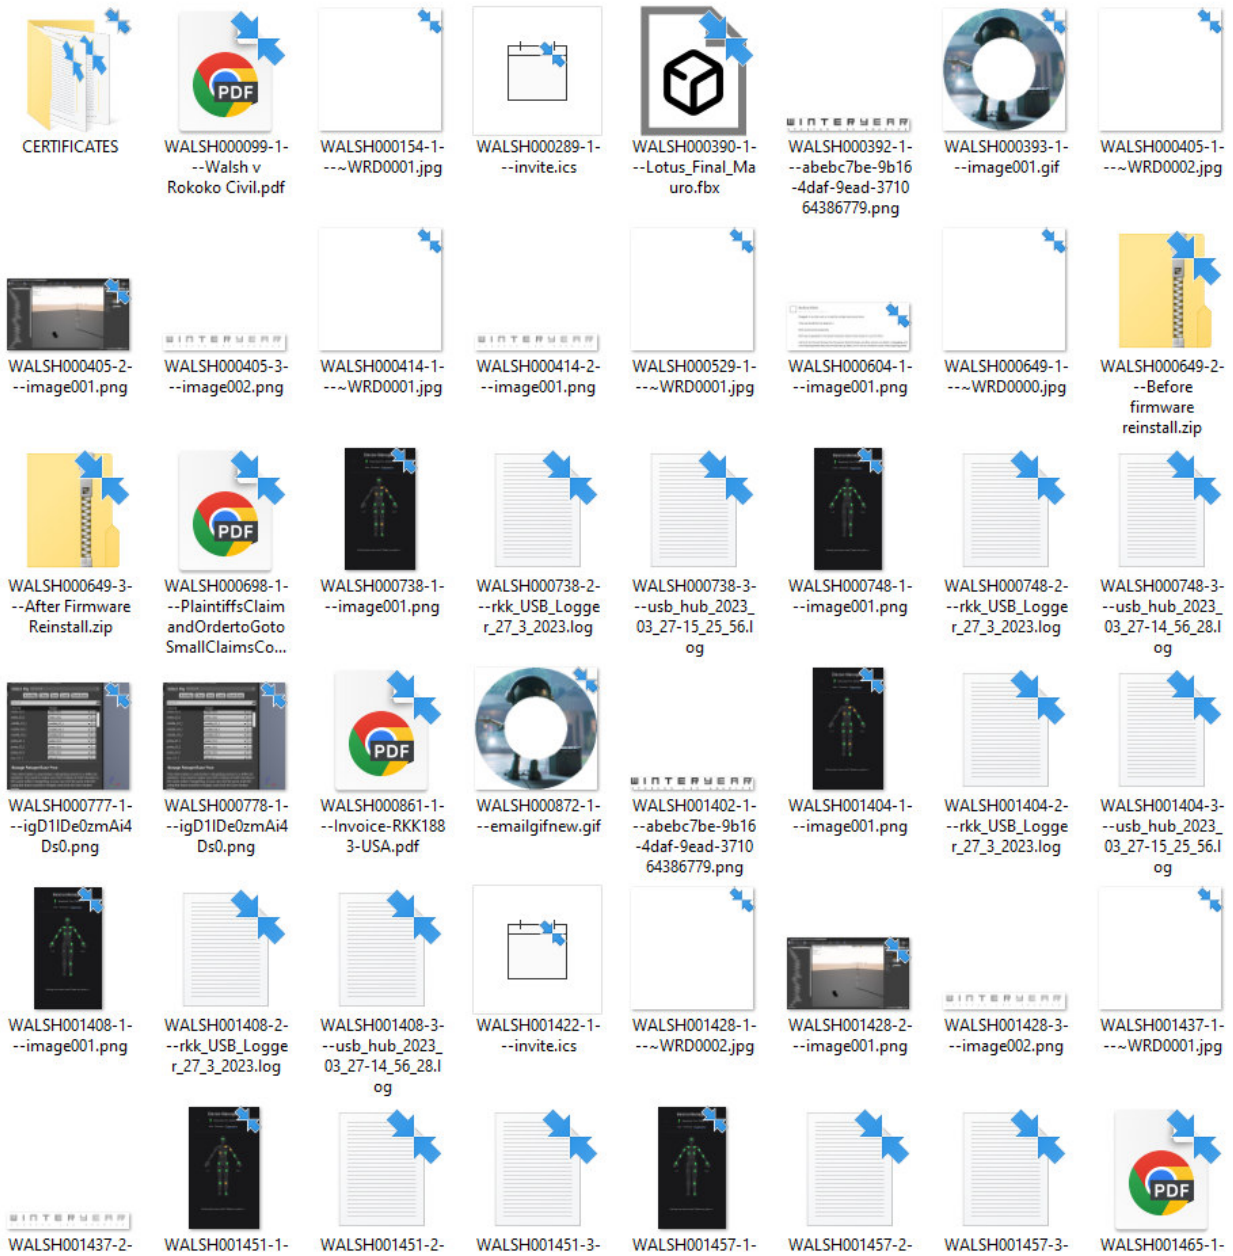 CERTIFICATES
WALSH000099-1-
--Walsh v
Rokoko Civil.pdf
WALSH000154-1-
--~WRD0001.jpg
WALSH000289-1-
--invite.ics
WALSH000390-1-
--Lotus_Final_Ma
uro.fbx
WINTERYEAR
WALSH000392-1-
--abebc7be-9b16
-4daf-9ead-3710
64386779.png
WALSH000393-1-
--image001.gif
WALSH000405-1-
--~WRD0002.jpg
WALSH000405-2-
--image001.png
WINTERYEAR
WALSH000405-3-
--image002.png
WALSH000414-1-
--~WRD0001.jpg
WINTERYEAR
WALSH000414-2-
--image001.png
WALSH000529-1-
--~WRD0001.jpg
WALSH000604-1-
--image001.png
WALSH000649-1-
--~WRD0000.jpg
WALSH000649-2-
--Before
firmware
reinstall.zip
WALSH000649-3-
--After Firmware
Reinstall.zip
PDF
WALSH000698-1-
--PlaintiffsClaim
andOrdertoGoto
SmallClaimsCo...
WALSH000738-1-
--image001.png
WALSH000738-2-
--rkk_USB_Logge
r_27_3_2023.log
WALSH000738-3-
--usb_hub_2023_
03_27-15_25_56.l
og
WALSH000748-1-
--image001.png
WALSH000748-2-
--rkk_USB_Logge
r_27_3_2023.log
WALSH000748-3-
--usb_hub_2023_
03_27-14_56_28.l
og
WALSH000777-1-
--igD1IDe0zmAi4
Ds0.png
WALSH000778-1-
--igD1IDe0zmAi4
Ds0.png
PDF
WALSH000861-1-
--Invoice-RKK188
3-USA.pdf
WALSH000872-1-
--emailgifnew.gif
WINTERYEAR
WALSH001402-1-
--abebc7be-9b16
-4daf-9ead-3710
64386779.png
WALSH001404-1-
--image001.png
WALSH001404-2-
--rkk_USB_Logge
r_27_3_2023.log
WALSH001404-3-
--usb_hub_2023_
03_27-15_25_56.l
og
WALSH001408-1-
--image001.png
WALSH001408-2-
--rkk_USB_Logge
r_27_3_2023.log
WALSH001408-3-
--usb_hub_2023_
03_27-14_56_28.l
og
WALSH001422-1-
--invite.ics
WALSH001428-1-
--~WRD0002.jpg
WALSH001428-2-
--image001.png
WINTERYEAR
WALSH001428-3-
--image002.png
WALSH001437-1-
--~WRD0001.jpg
WINTERYEAR
WALSH001437-2-
WALSH001451-1-
WALSH001451-2-
WALSH001451-3-
WALSH001457-1-
WALSH001457-2-
WALSH001457-3-
PDF
WALSH001465-1-